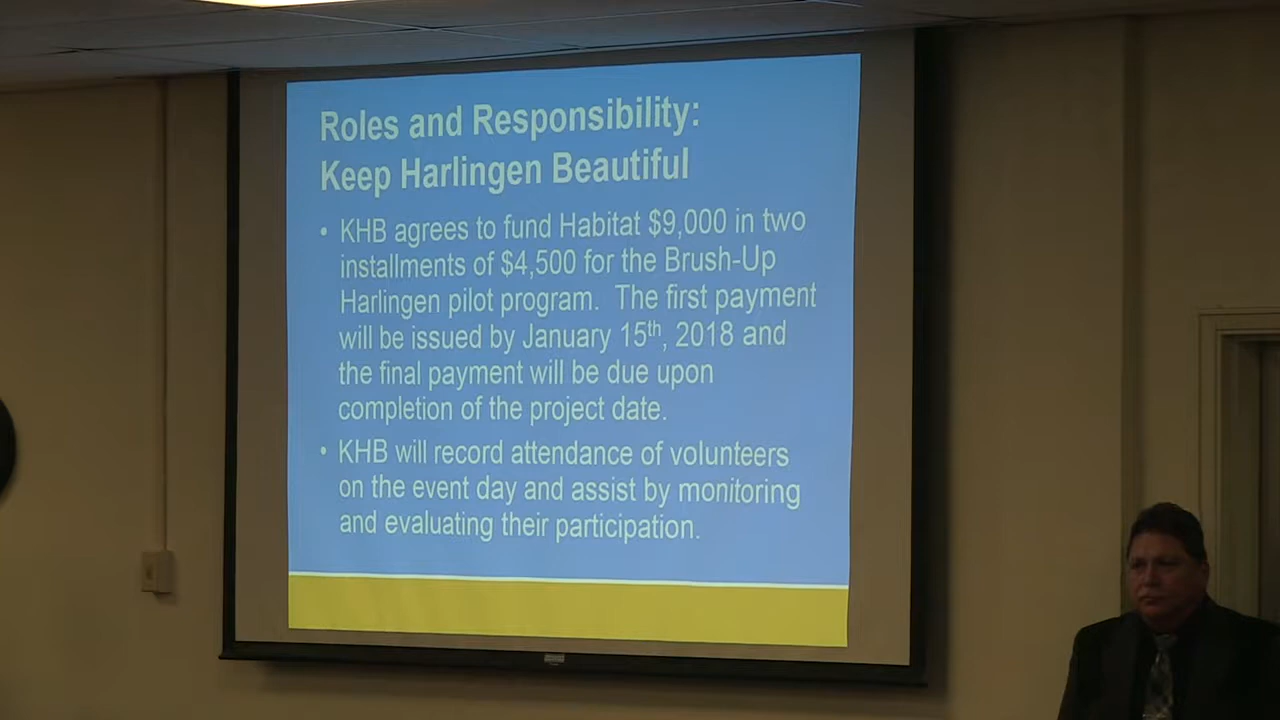 Roles and Responsibility:
Keep Harlingen Beautiful
• KHB agrees to fund Habitat $9,000 in two
installments of $4,500 for the Brush-Up
Harlingen pilot program.  The first payment
will be issued by January 15th, 2018 and
the final payment will be due upon
completion of the project date.
• KHB will record attendance of volunteers
on the event day and assist by monitoring
and evaluating their participation.